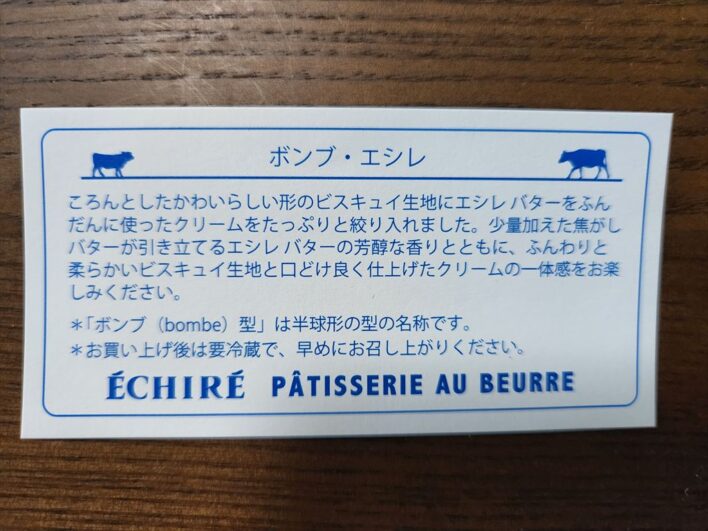 ボンブ・エシレ
ころんとしたかわいらしい形のビスキュイ生地にエシレ バターをふん
だんに使ったクリームをたっぷりと絞り入れました。少量加えた焦がし
バターが引き立てるエシレ バターの芳醇な香りとともに、ふんわりと
柔らかいビスキュイ生地と口どけ良く仕上げたクリームの一体感をお楽
しみください。
＊「ボンブ（bombe）型」は半球形の型の名称です。
＊お買い上げ後は要冷蔵で、早めにお召し上がりください。
ÉCHIRÉ PÂTISSERIE AU BEURRE